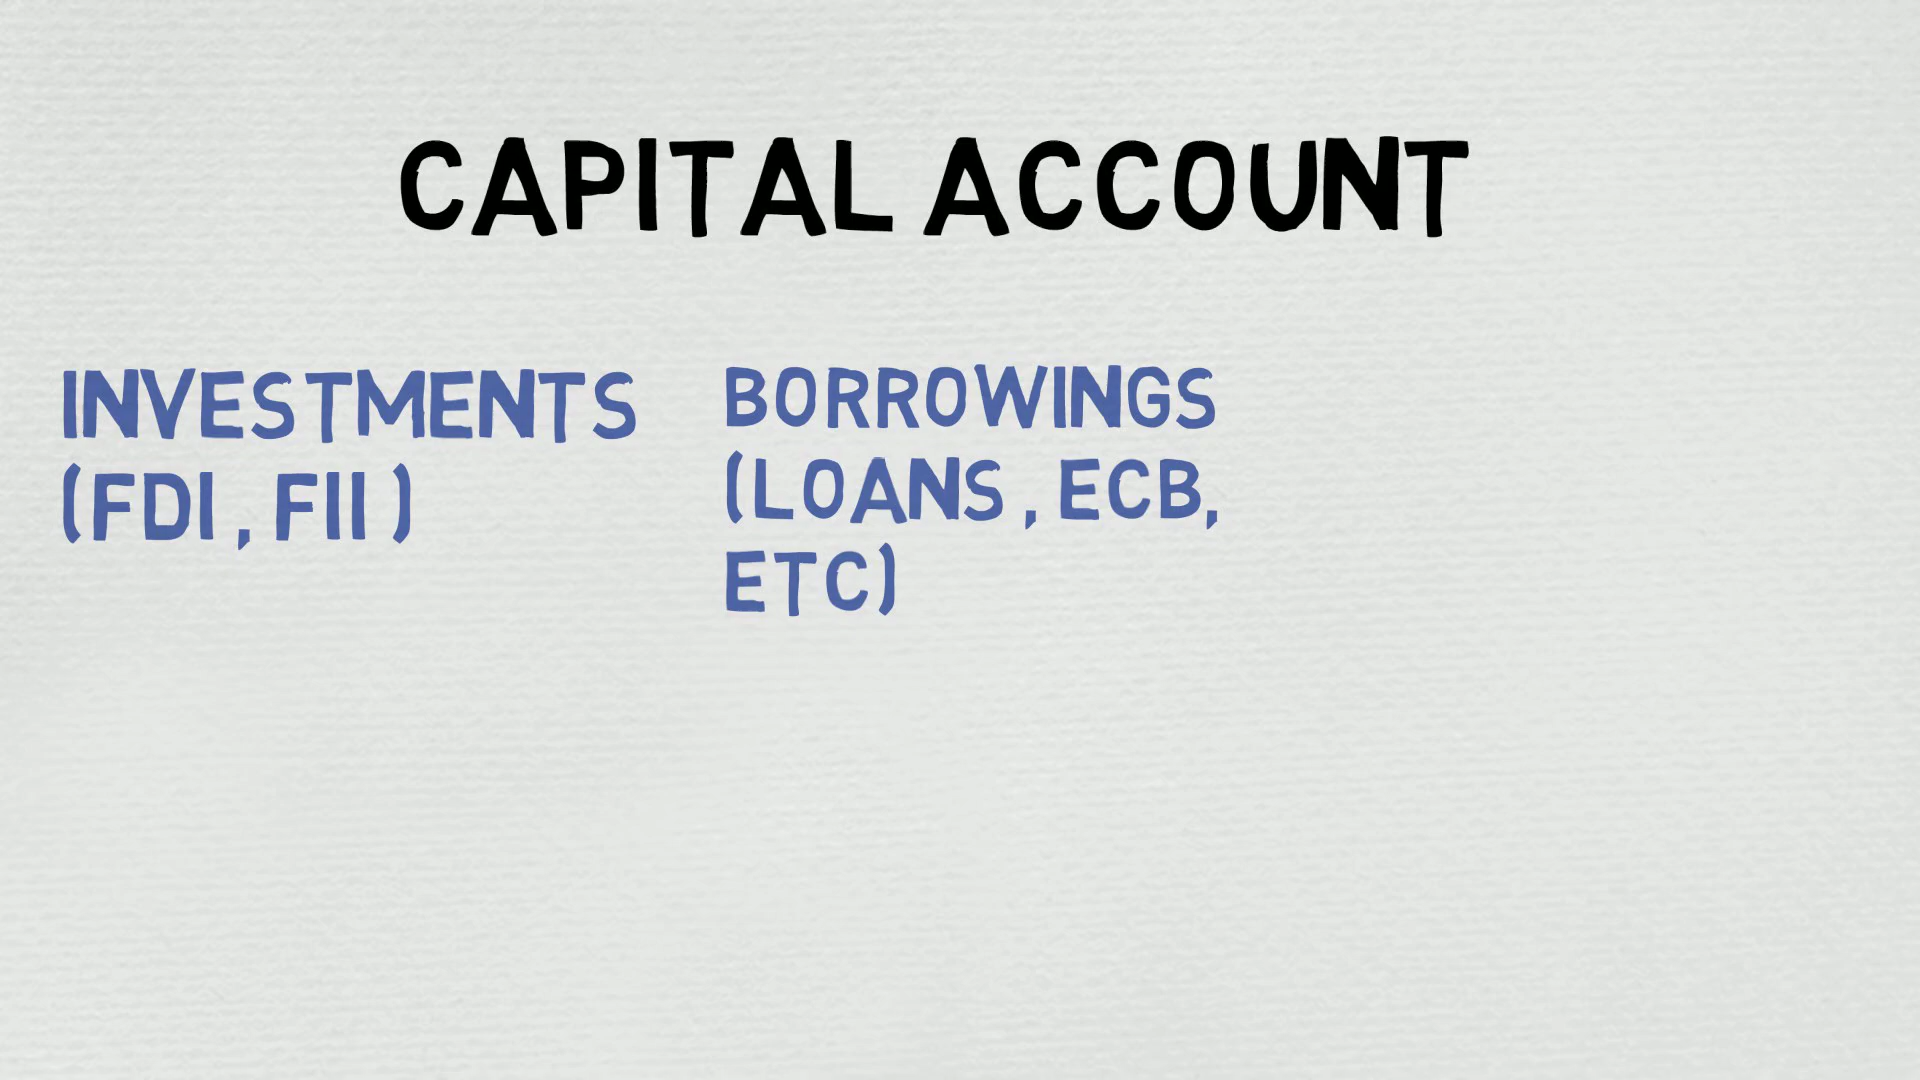 CAPITAL ACCOUNT
INVESTMENTS
(FDI , FII )
BORROWINGS
(LOANS , ECB,
ETC)